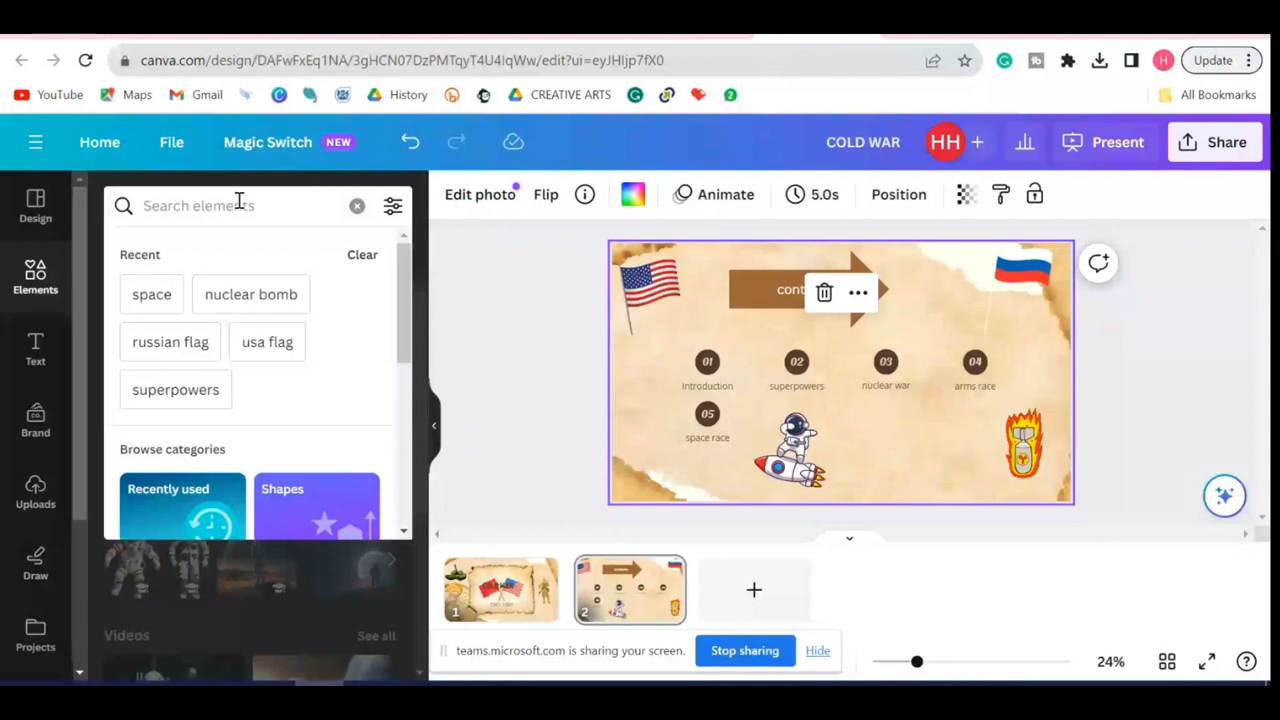 canva.com/design/DAFwFxEq1NA/3gHCN07DzPMTqyT4U4IqWw/edit?ui=eyJHIjp7fX0
Update
YouTube Maps Gmail History CREATIVE ARTS All Bookmarks
Home File Magic Switch NEW COLD WAR HH + Present Share
Design
Elements
Text
Brand
Uploads
Draw
Projects
Search elements
Recent Clear
space nuclear bomb
russian flag usa flag
superpowers
Browse categories
Recently used Shapes
Videos See all
Edit photo Flip Animate 5.0s Position
cont
01 02 03 04
introduction superpowers nuclear war arms race
05
space race
1 2
teams.microsoft.com is sharing your screen. Stop sharing Hide
24%